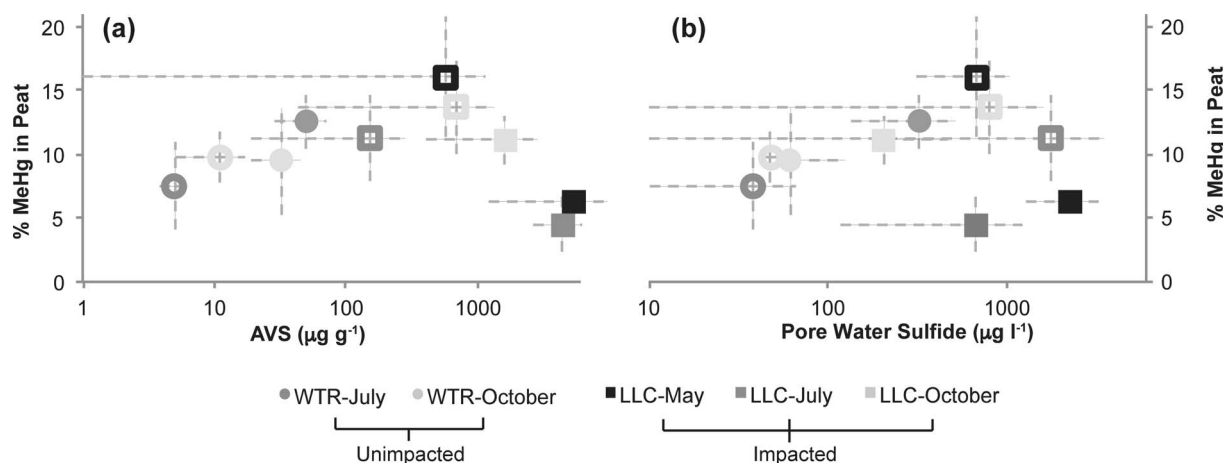 (a)
(b)
% MeHg in Peat
20
15
10
5
0
1
10
100
1000
AVS (µg g⁻¹)
10
100
1000
Pore Water Sulfide (µg l⁻¹)
20
15
10
5
0
% MeHg in Peat
WTR-July WTR-October LLC-May LLC-July LLC-October
Unimpacted Impacted